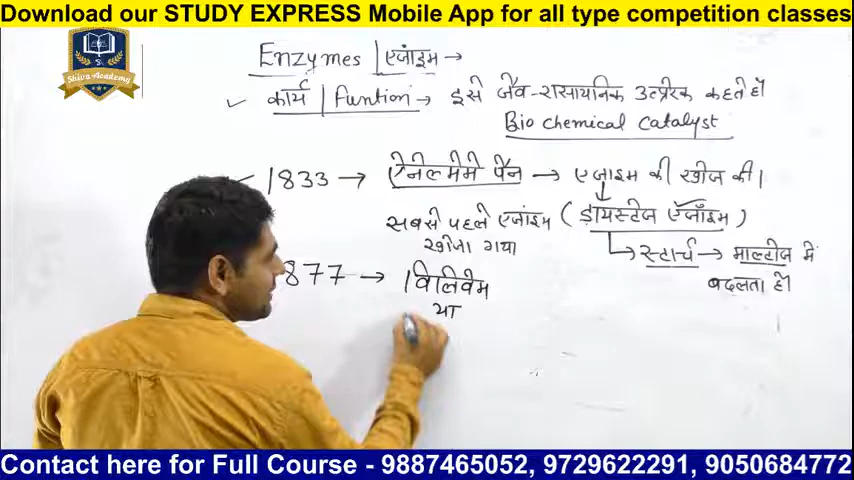 Download our STUDY EXPRESS Mobile App for all type competition classes
Shiva Academy
Enzymes | एंजाइम →
कार्य | Funtion → इसे जैव-रासायनिक उत्प्रेरक कहते हैं
Bio chemical Catalyst
1833 → ऐनेल्मेमे पैन → एंजाइम की खोज की।
सबसे पहले एंजाइम (डायस्टेज एंजाइम)
खोजा गया
स्टार्च → माल्टोज में
बदलता है।
877 → विलियम
या
Contact here for Full Course - 9887465052, 9729622291, 9050684772